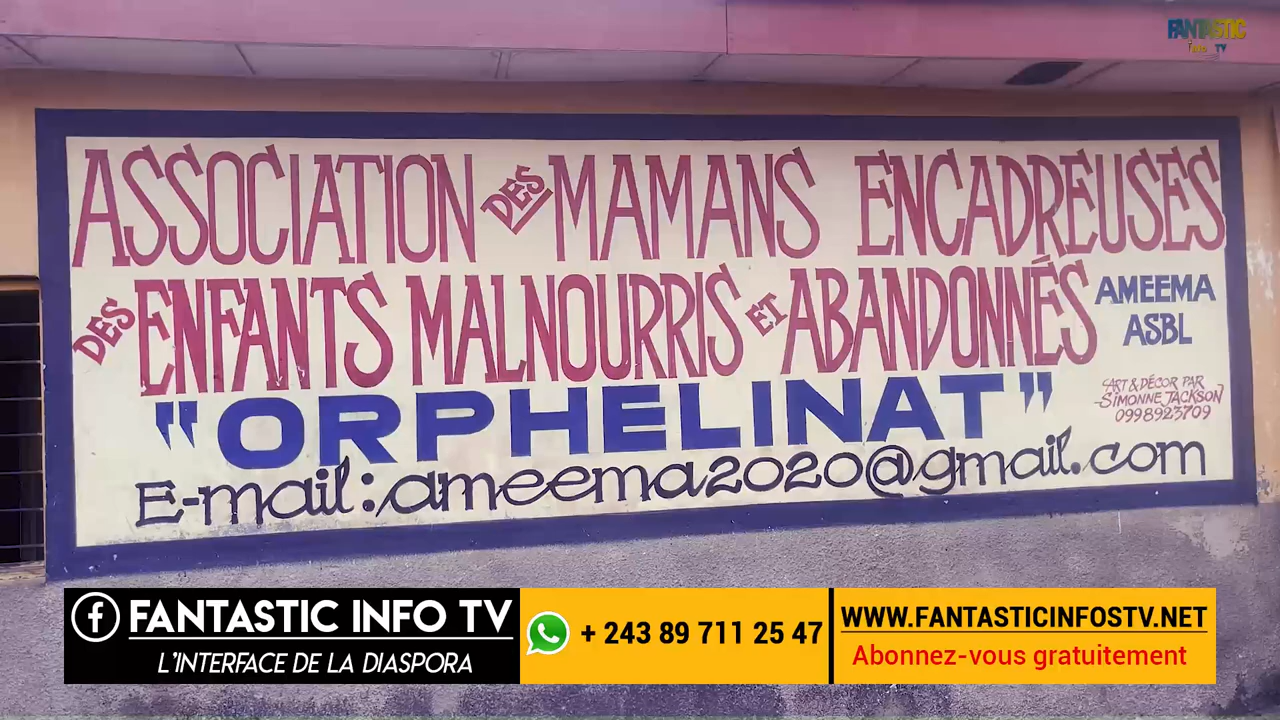 FANTASTIC
Info TV
ASSOCIATION DES MAMANS ENCADREUSES
DES ENFANTS MALNOURRIS ET ABANDONNÉS
AMEEMA
ASBL
"ORPHELINAT"
ART & DÉCOR PAR
SIMONNE JACKSON
0998923709
E-mail: ameema2020@gmail.com
FANTASTIC INFO TV
L'INTERFACE DE LA DIASPORA
+ 243 89 711 25 47
WWW.FANTASTICINFOSTV.NET
Abonnez-vous gratuitement